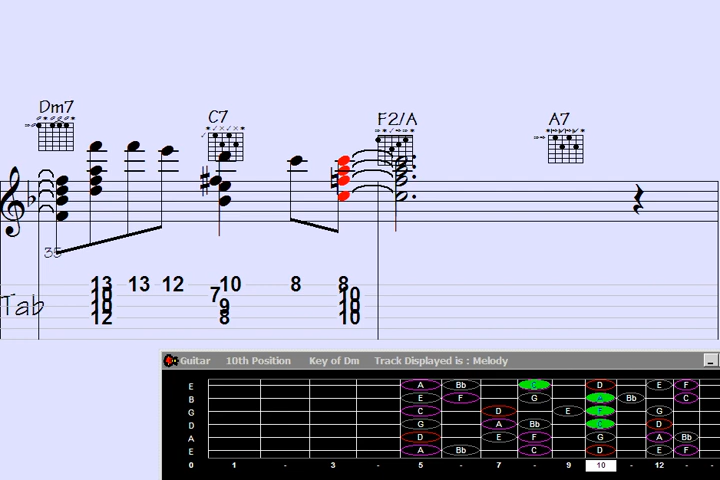 Dm7 C7 F2/A A7
35
13 13 12 10 8 8
10 7 10
10 9 10
12 8 10
Tab
Guitar 10th Position Key of Dm Track Displayed is : Melody
E A Bb D E F
B E F G Bb C
G C D E G
D G A Bb D
A D E F G A Bb
E A Bb C C
0 1 - 3 - 5 - 7 - 9 10 - 12 - -